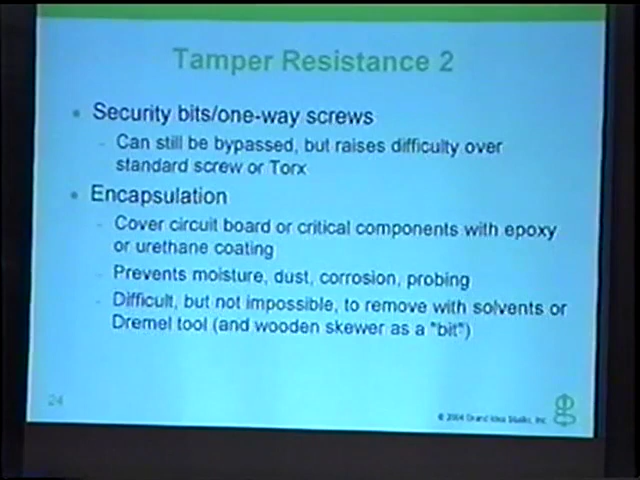 Tamper Resistance 2
• Security bits/one-way screws
- Can still be bypassed, but raises difficulty over
standard screw or Torx
• Encapsulation
- Cover circuit board or critical components with epoxy
or urethane coating
- Prevents moisture, dust, corrosion, probing
- Difficult, but not impossible, to remove with solvents or
Dremel tool (and wooden skewer as a "bit")
24
© 2004 Grand Idea Studio, Inc.